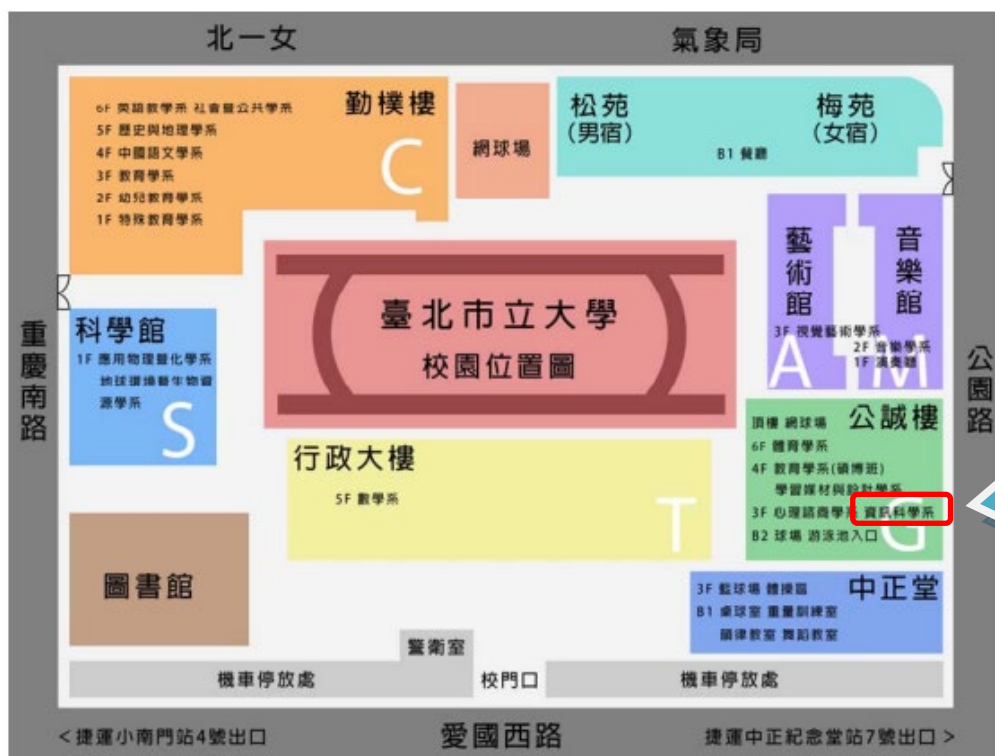 北一女
氣象局
勤樸樓
6F 英語教學系 社會暨公共學系
5F 歷史與地理學系
4F 中國語文學系
3F 教育學系
2F 幼兒教育學系
1F 特殊教育學系
C
網球場
松苑
(男宿)
梅苑
(女宿)
B1 餐廳
藝術館
音樂館
3F 視覺藝術學系
2F 音樂學系
1F 演奏廳
A
M
臺北市立大學
校園位置圖
重慶南路
公園路
科學館
1F 應用物理暨化學系
地球環境暨生物資
源學系
S
行政大樓
5F 數學系
T
公誠樓
頂樓 網球場
6F 體育學系
4F 教育學系(碩博班)
學習媒材與設計學系
3F 心理諮商學系 資訊科學系
B2 球場 游泳池入口
G
圖書館
中正堂
3F 籃球場 體操區
B1 桌球室 重量訓練室
韻律教室 舞蹈教室
警衛室
機車停放處
校門口
機車停放處
<捷運小南門站4號出口
愛國西路
捷運中正紀念堂站7號出口 >